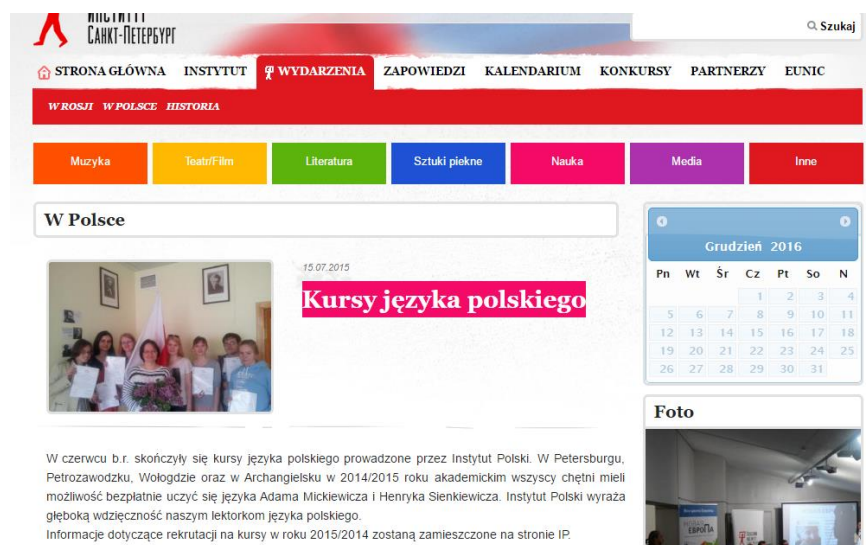 Санкт-Петербург
Szukaj
STRONA GŁÓWNA INSTYTUT WYDARZENIA ZAPOWIEDZI KALENDARIUM KONKURSY PARTNERZY EUNIC
W ROSJI W POLSCE HISTORIA
Muzyka Teatr/Film Literatura Sztuki piekne Nauka Media Inne
W Polsce
15.07.2015
Kursy języka polskiego
W czerwcu b.r. skończyły się kursy języka polskiego prowadzone przez Instytut Polski. W Petersburgu,
Petrozawodzku, Wołogdzie oraz w Archangielsku w 2014/2015 roku akademickim wszyscy chętni mieli
możliwość bezpłatnie uczyć się języka Adama Mickiewicza i Henryka Sienkiewicza. Instytut Polski wyraża
głęboką wdzięczność naszym lektorkom języka polskiego.
Informacje dotyczące rekrutacji na kursy w roku 2015/2014 zostaną zamieszczone na stronie IP.
Grudzień 2016
Pn Wt Śr Cz Pt So N
1 2 3 4
5 6 7 8 9 10 11
12 13 14 15 16 17 18
19 20 21 22 23 24 25
26 27 28 29 30 31
Foto
ЕВРОПА